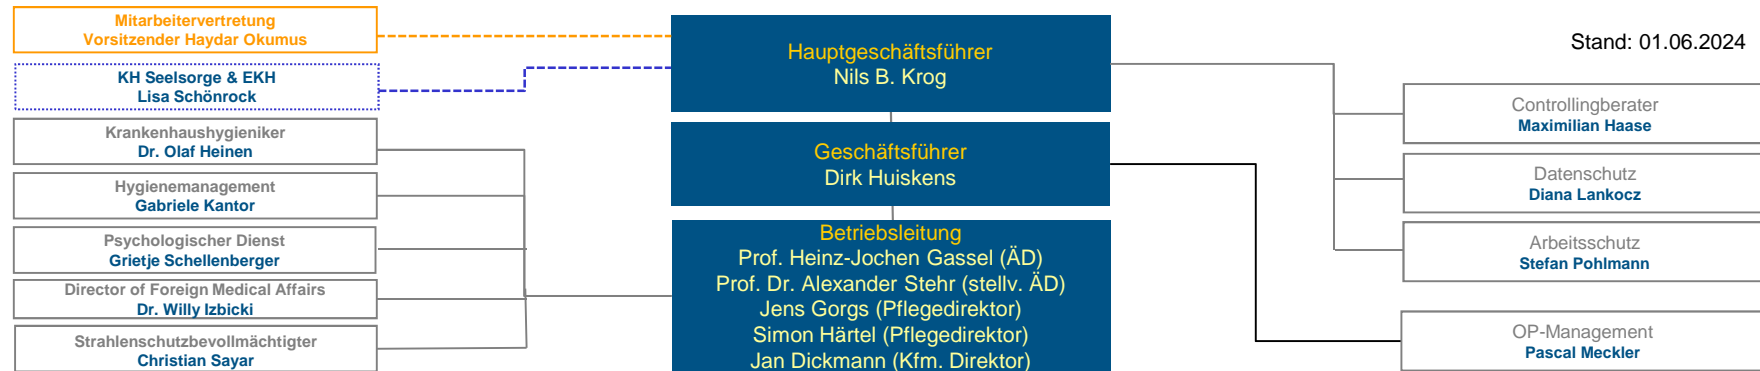 Mitarbeitervertretung
Vorsitzender Haydar Okumus
KH Seelsorge & EKH
Lisa Schönrock
Krankenhaushygieniker
Dr. Olaf Heinen
Hygienemanagement
Gabriele Kantor
Psychologischer Dienst
Grietje Schellenberger
Director of Foreign Medical Affairs
Dr. Willy Izbicki
Strahlenschutzbevollmächtigter
Christian Sayar
Hauptgeschäftsführer
Nils B. Krog
Geschäftsführer
Dirk Huiskens
Betriebsleitung
Prof. Heinz-Jochen Gassel (ÄD)
Prof. Dr. Alexander Stehr (stellv. ÄD)
Jens Gorgs (Pflegedirektor)
Simon Härtel (Pflegedirektor)
Jan Dickmann (Kfm. Direktor)
Stand: 01.06.2024
Controllingberater
Maximilian Haase
Datenschutz
Diana Lankocz
Arbeitsschutz
Stefan Pohlmann
OP-Management
Pascal Meckler